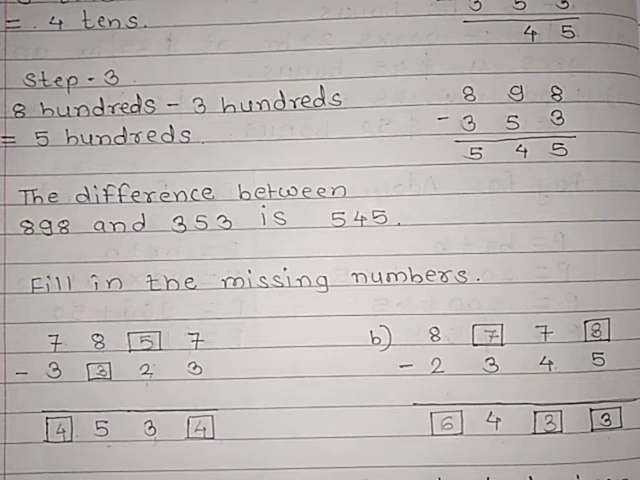 = 4 tens.
3 5 3
4 5
Step - 3
8 hundreds - 3 hundreds
= 5 hundreds.
8 9 8
- 3 5 3
5 4 5
The difference between
898 and 353 is 545.
Fill in the missing numbers.
7 8 5 7
- 3 3 2 3
4 5 3 4
b) 8 7 7 8
- 2 3 4 5
6 4 3 3